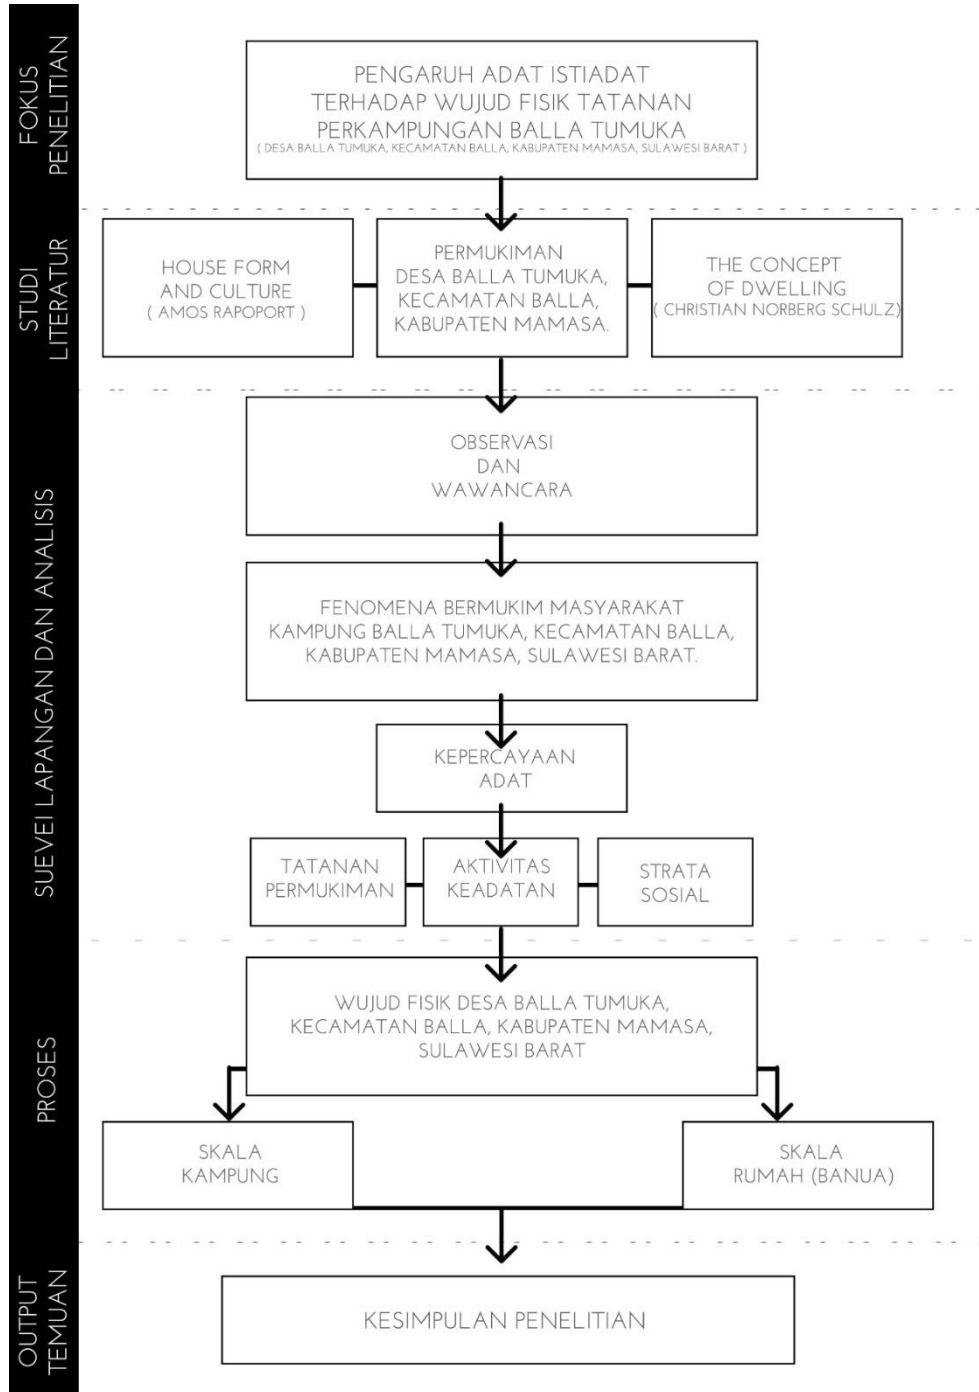 FOKUS
PENELITIAN
PENGARUH ADAT ISTIADAT
TERHADAP WUJUD FISIK TATANAN
PERKAMPUNGAN BALLA TUMUKA
( DESA BALLA TUMUKA, KECAMATAN BALLA, KABUPATEN MAMASA, SULAWESI BARAT )
STUDI
LITERATUR
HOUSE FORM
AND CULTURE
( AMOS RAPOPORT )
PERMUKIMAN
DESA BALLA TUMUKA,
KECAMATAN BALLA,
KABUPATEN MAMASA.
THE CONCEPT
OF DWELLING
( CHRISTIAN NORBERG SCHULZ)
SUEVEI LAPANGAN DAN ANALISIS
OBSERVASI
DAN
WAWANCARA
FENOMENA BERMUKIM MASYARAKAT
KAMPUNG BALLA TUMUKA, KECAMATAN BALLA,
KABUPATEN MAMASA, SULAWESI BARAT.
KEPERCAYAAN
ADAT
TATANAN
PERMUKIMAN
AKTIVITAS
KEADATAN
STRATA
SOSIAL
PROSES
WUJUD FISIK DESA BALLA TUMUKA,
KECAMATAN BALLA, KABUPATEN MAMASA,
SULAWESI BARAT
SKALA
KAMPUNG
SKALA
RUMAH (BANUA)
OUTPUT
TEMUAN
KESIMPULAN PENELITIAN